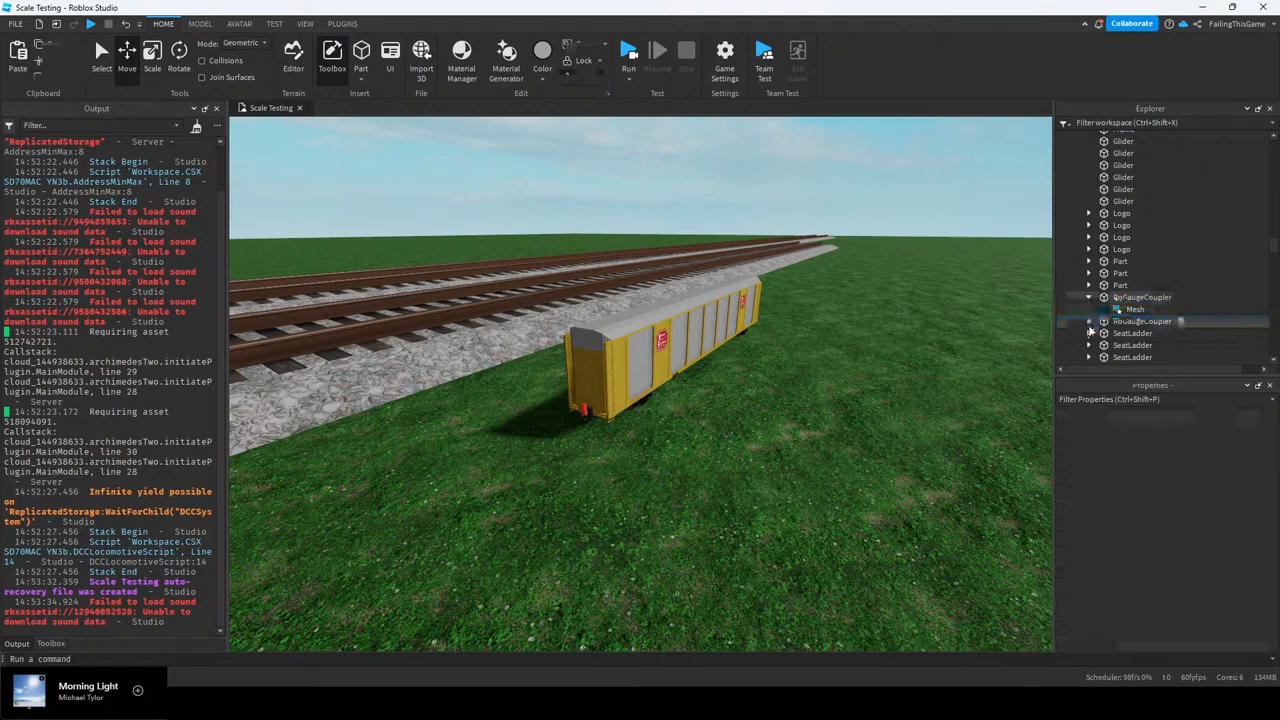 Scale Testing - Roblox Studio
FILE
HOME
MODEL
AVATAR
TEST
VIEW
PLUGINS
Collaborate
FailingThisGame
Paste
Select
Move
Scale
Rotate
Mode: Geometric
Collisions
Join Surfaces
Editor
Toolbox
Part
UI
Import
3D
Material
Manager
Material
Generator
Color
Lock
Run
Resume
Stop
Game
Settings
Team
Test
Exit
Game
Clipboard
Tools
Terrain
Insert
File
Edit
Test
Settings
Team Test
Output
Filter...
"ReplicatedStorage" - Server -
AddressMinMax:8
14:52:22.446 Stack Begin - Studio
14:52:22.446
Script 'Workspace.CSX
SD70MAC YN3b.AddressMinMax', Line 8 -
Studio - AddressMinMax:8
14:52:22.446 Stack End - Studio
14:52:22.579 Failed to load sound
rbxassetid://9494855653: Unable to
download sound data - Studio
14:52:22.579 Failed to load sound
rbxassetid://7364752449: Unable to
download sound data - Studio
14:52:22.579 Failed to load sound
rbxassetid://9580432068: Unable to
download sound data - Studio
14:52:22.579 Failed to load sound
rbxassetid://9580432586: Unable to
download sound data - Studio
14:52:23.111 Requiring asset
512742721.
Callstack:
cloud_144938633.archimedesTwo.initiateP
lugin.MainModule, line 29
cloud_144938633.archimedesTwo.initiateP
lugin.MainModule, line 28
- Server
14:52:23.172 Requiring asset
518094091.
Callstack:
cloud_144938633.archimedesTwo.initiateP
lugin.MainModule, line 30
cloud_144938633.archimedesTwo.initiateP
lugin.MainModule, line 28
- Server
14:52:27.456 Infinite yield possible
on
'ReplicatedStorage:WaitForChild("DCCSys
tem")' - Studio
14:52:27.456 Stack Begin - Studio
14:52:27.456
Script 'Workspace.CSX
SD70MAC YN3b.DCCLocomotiveScript', Line
14 - Studio - DCCLocomotiveScript:14
14:52:27.456 Stack End - Studio
14:53:32.359 Scale Testing auto-
recovery file was created - Studio
14:53:34.924 Failed to load sound
rbxassetid://12940052528: Unable to
download sound data - Studio
Output
Toolbox
Run a command
Scale Testing
Explorer
Filter workspace (Ctrl+Shift+X)
Glider
Glider
Glider
Glider
Glider
Glider
Logo
Logo
Logo
Logo
Part
Part
Part
RoGaugeCoupler
Mesh
RoGaugeCoupler
SeatLadder
SeatLadder
SeatLadder
Properties -
Filter Properties (Ctrl+Shift+P)
Scheduler: 98f/s 0%
t 0
60fpfps
Cores: 6
134MB
Morning Light
Michael Tylor